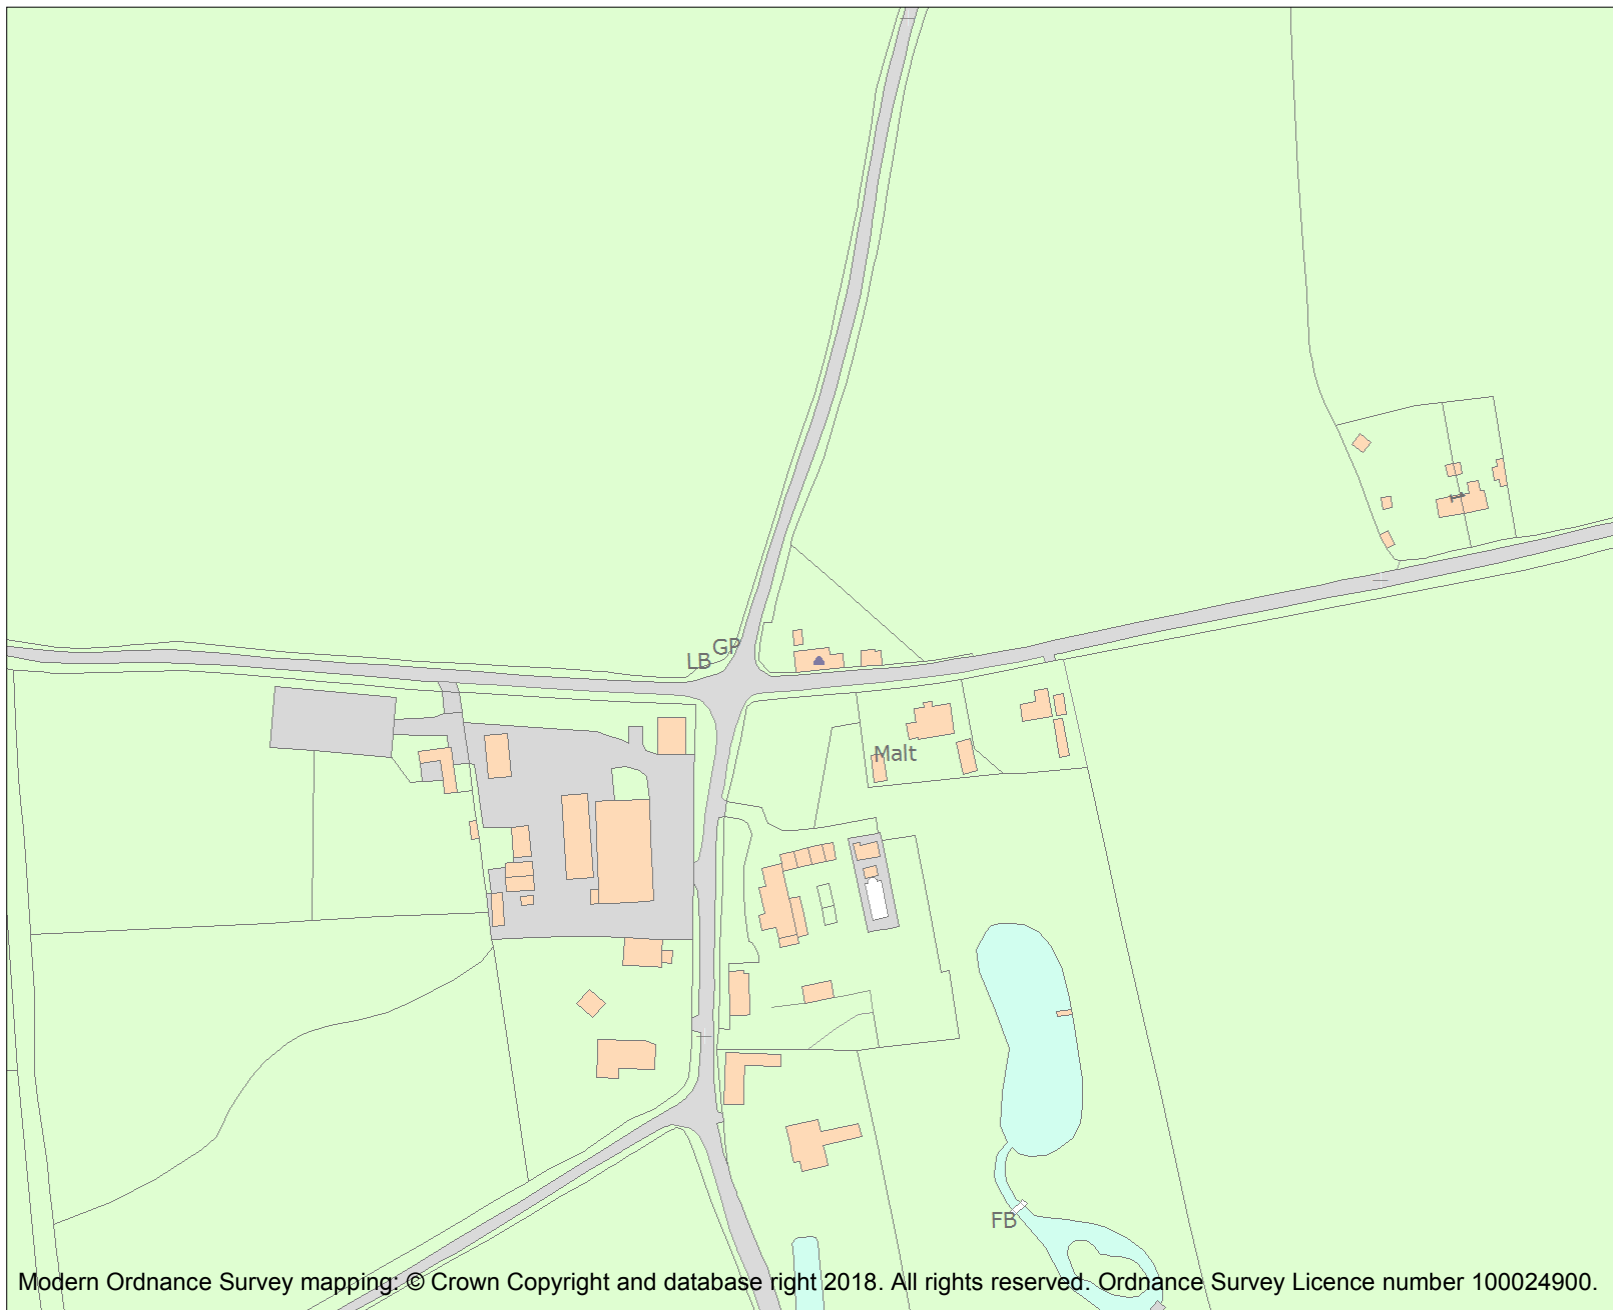 1
GP
LB
Malt
FB
Modern Ordnance Survey mapping: © Crown Copyright and database right 2018. All rights reserved. Ordnance Survey Licence number 100024900.